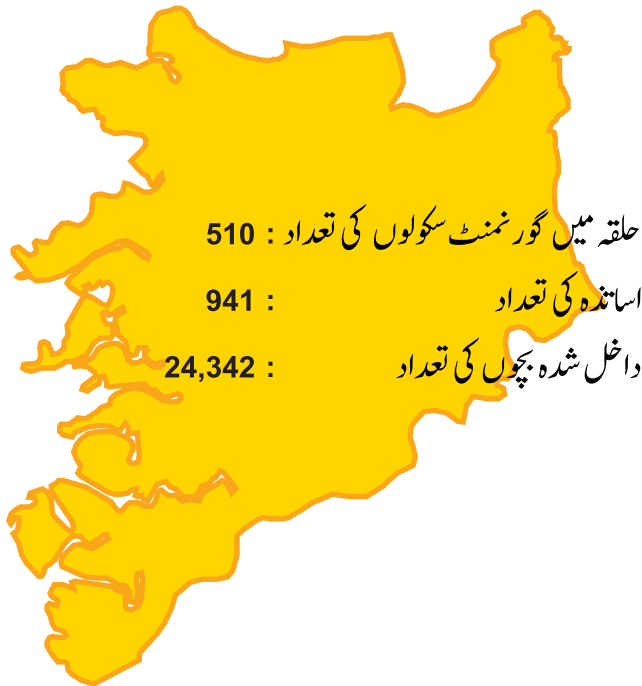 حلقہ میں گورنمنٹ سکولوں کی تعداد : 510
اساتذہ کی تعداد : 941
داخل شدہ بچوں کی تعداد : 24,342